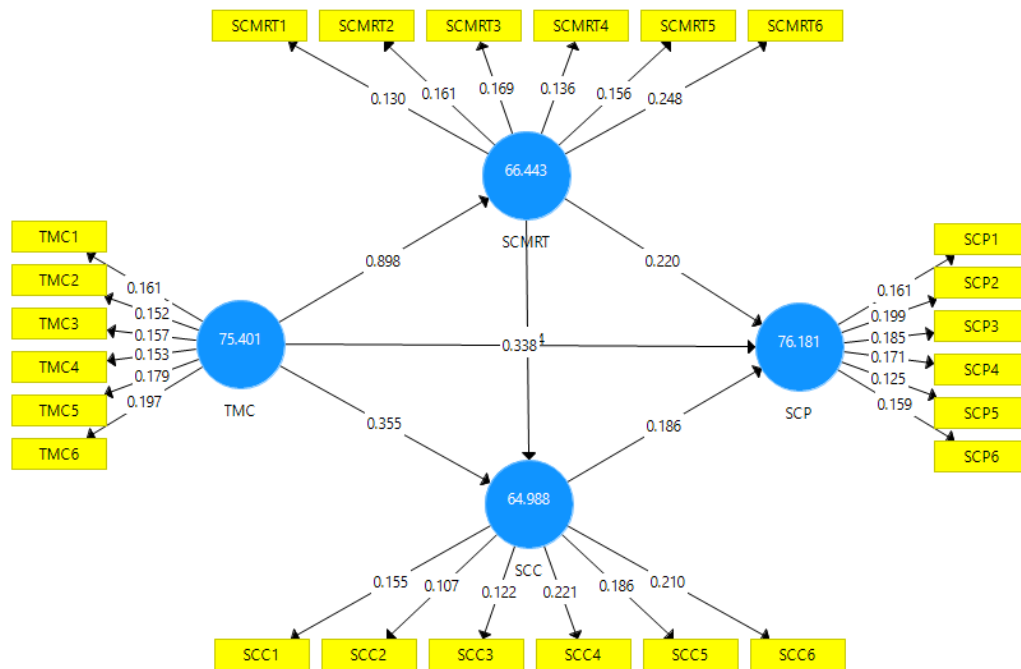 SCMRT1 SCMRT2 SCMRT3 SCMRT4 SCMRT5 SCMRT6
0.130 0.161 0.169 0.136 0.156 0.248
66.443
SCMRT
TMC1
TMC2
TMC3
TMC4
TMC5
TMC6
0.161
0.152
0.157
0.153
0.179
0.197
75.401
TMC
0.898
0.220
0.338
0.355
0.186
SCP1
SCP2
SCP3
SCP4
SCP5
SCP6
0.161
0.199
0.185
0.171
0.125
0.159
76.181
SCP
64.988
SCC
0.155 0.107 0.122 0.221 0.186 0.210
SCC1 SCC2 SCC3 SCC4 SCC5 SCC6